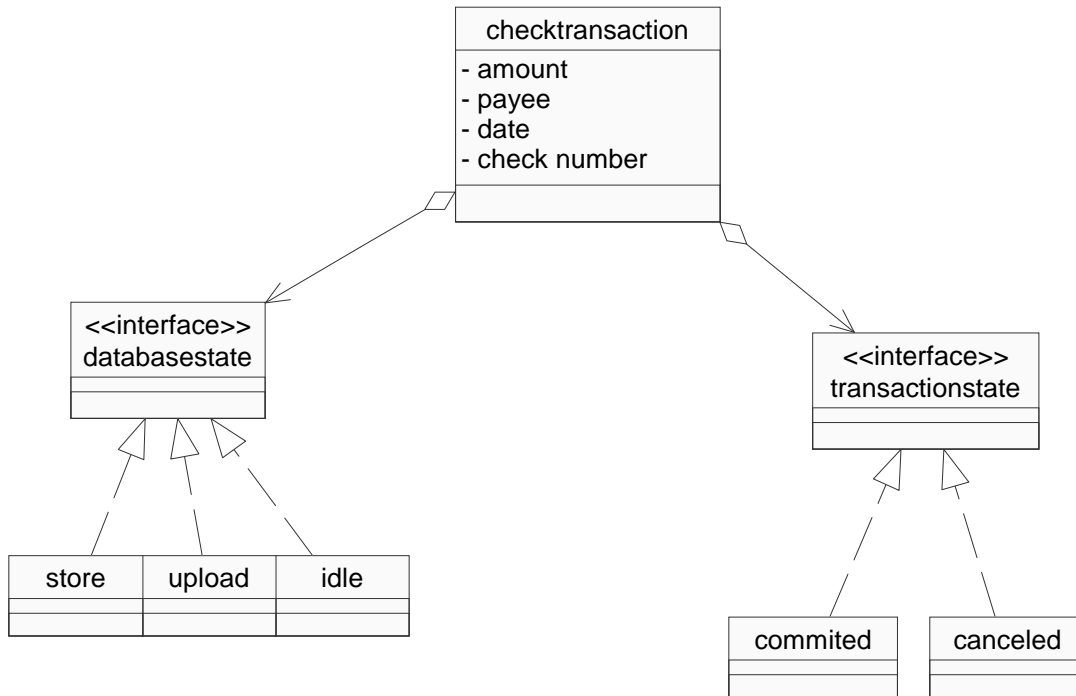 checktransaction
- amount
- payee
- date
- check number
<<interface>>
databasestate
<<interface>>
transactionstate
store
upload
idle
commited
canceled